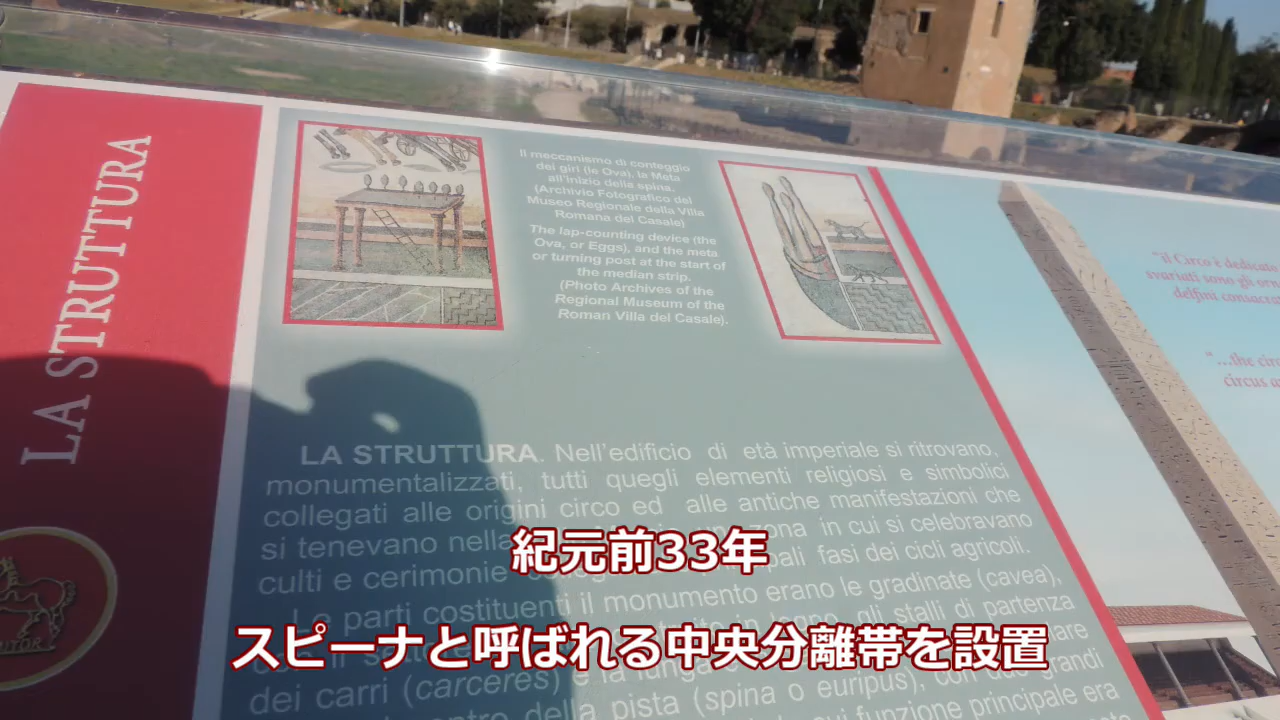 LA STRUTTURA
Il meccanismo di conteggio
dei giri (le Ova), la Meta
all'inizio della spina.
(Archivio Fotografico del
Museo Regionale della Villa
Romana del Casale)
The lap-counting device (the
Ova, or Eggs), and the meta
or turning post at the start of
the median strip.
(Photo Archives of the
Regional Museum of the
Roman Villa del Casale).
"il Circo è dedicato
svariati sono gli
delfini
"...the
circus
LA STRUTTURA. Nell'edificio di età imperiale si ritrovano,
monumentalizzati, tutti quegli elementi religiosi e simbolici
collegati alle origini circo ed alle antiche manifestazioni che
si tenevano nella zona in cui si celebravano
culti e cerimonie fasi dei cicli agricoli.
Le parti costituenti il monumento erano le gradinate (cavea),
gli stalli di partenza
dei carri (carceres) e la
della pista (spina o euripus), con due grandi
cui funzione principale era
紀元前33年
スピーナと呼ばれる中央分離帯を設置